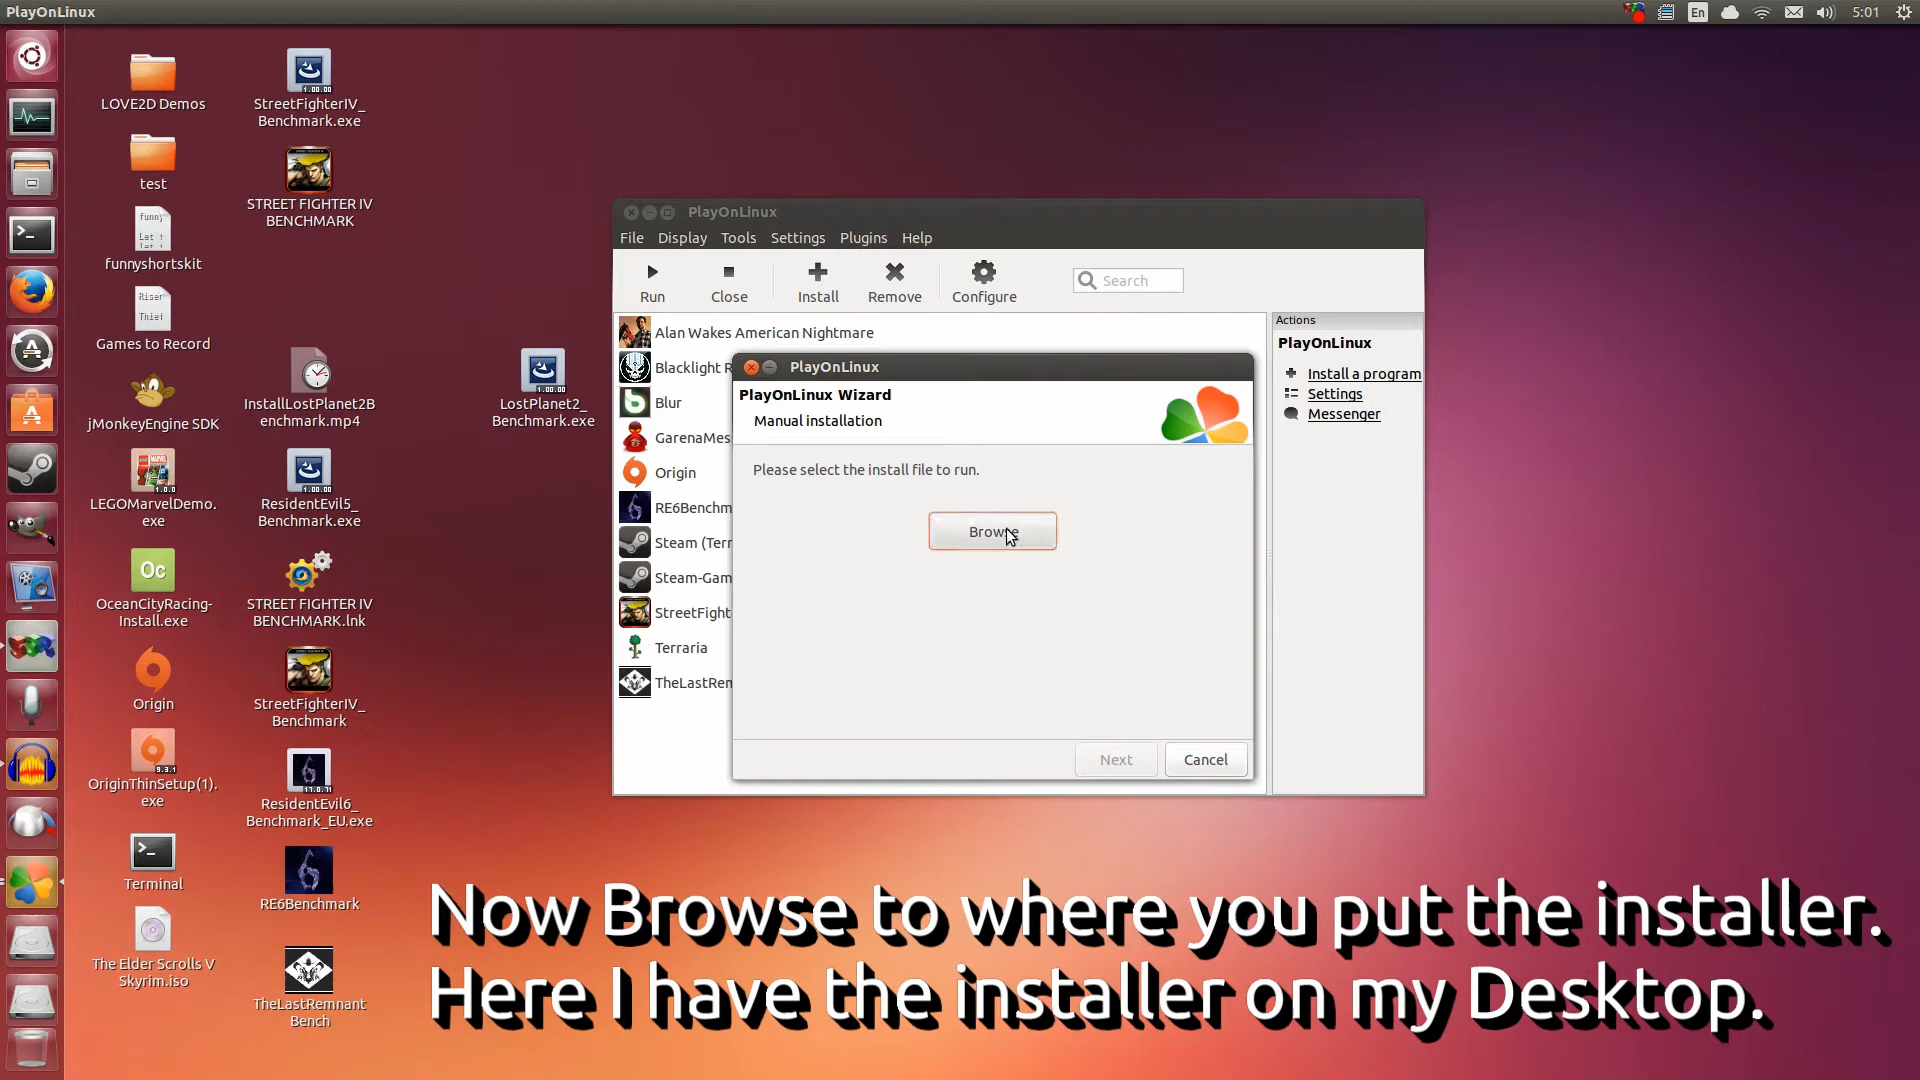 PlayOnLinux
En
5:01
LOVE2D Demos
test
funnyshortskit
Games to Record
jMonkeyEngine SDK
LEGOMarvelDemo.
exe
OceanCityRacing-
Install.exe
Origin
OriginThinSetup(1).
exe
Terminal
The Elder Scrolls V
Skyrim.iso
StreetFighterIV_
Benchmark.exe
STREET FIGHTER IV
BENCHMARK
InstallLostPlanet2B
enchmark.mp4
ResidentEvil5_
Benchmark.exe
STREET FIGHTER IV
BENCHMARK.lnk
StreetFighterIV_
Benchmark
ResidentEvil6_
Benchmark_EU.exe
RE6Benchmark
TheLastRemnant
Bench
LostPlanet2_
Benchmark.exe
PlayOnLinux
File Display Tools Settings Plugins Help
Run Close Install Remove Configure Search
Alan Wakes American Nightmare
Blacklight R
Blur
GarenaMes
Origin
RE6Benchm
Steam (Terr
Steam-Gam
StreetFight
Terraria
TheLastRem
Actions
PlayOnLinux
Install a program
Settings
Messenger
PlayOnLinux
PlayOnLinux Wizard
Manual installation
Please select the install file to run.
Browse
Next Cancel
Now Browse to where you put the installer.
Here I have the installer on my Desktop.